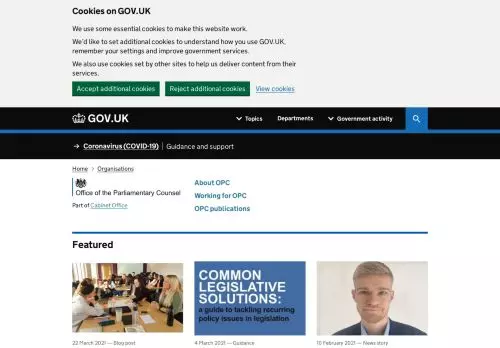 Cookies on GOV.UK
We use some essential cookies to make this website work.
We'd like to set additional cookies to understand how you use GOV.UK,
remember your settings and improve government services.
We also use cookies set by other sites to help us deliver content from their
services.
Accept additional cookies Reject additional cookies View cookies
GOV.UK Topics Departments Government activity
→ Coronavirus (COVID-19) Guidance and support
Home > Organisations
Office of the Parliamentary Counsel
Part of Cabinet Office
About OPC
Working for OPC
OPC publications
Featured
COMMON
LEGISLATIVE
SOLUTIONS:
a guide to tackling recurring
policy issues in legislation
22 March 2021 — Blog post
4 March 2021 — Guidance
10 February 2021 — News story